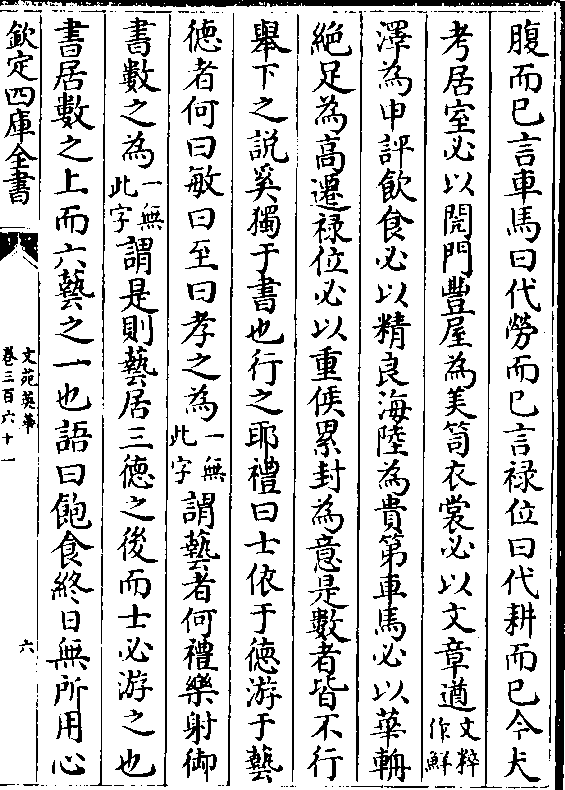 腹而已言車馬曰代勞而已言禄位曰代耕而已今大
考居室必以閎門豐屋為美笥衣裳必以文章遒文粹作鮮
澤為申評飲食必以精良海陸為貴第車馬必以華輈
絶足為高遷禄位必以重侯累封為意是數者皆不行
舉下之説奚獨于書也行之耶禮曰士依于徳游于藝
徳者何曰敏曰至曰孝之為一無此字謂藝者何禮樂射御
書數之為一無此字謂是則藝居三徳之後而士必游之也
書居數之上而六藝之一也語曰飽食終日無所用心
欽定四庫全書
文苑英華
卷三百六十一
六